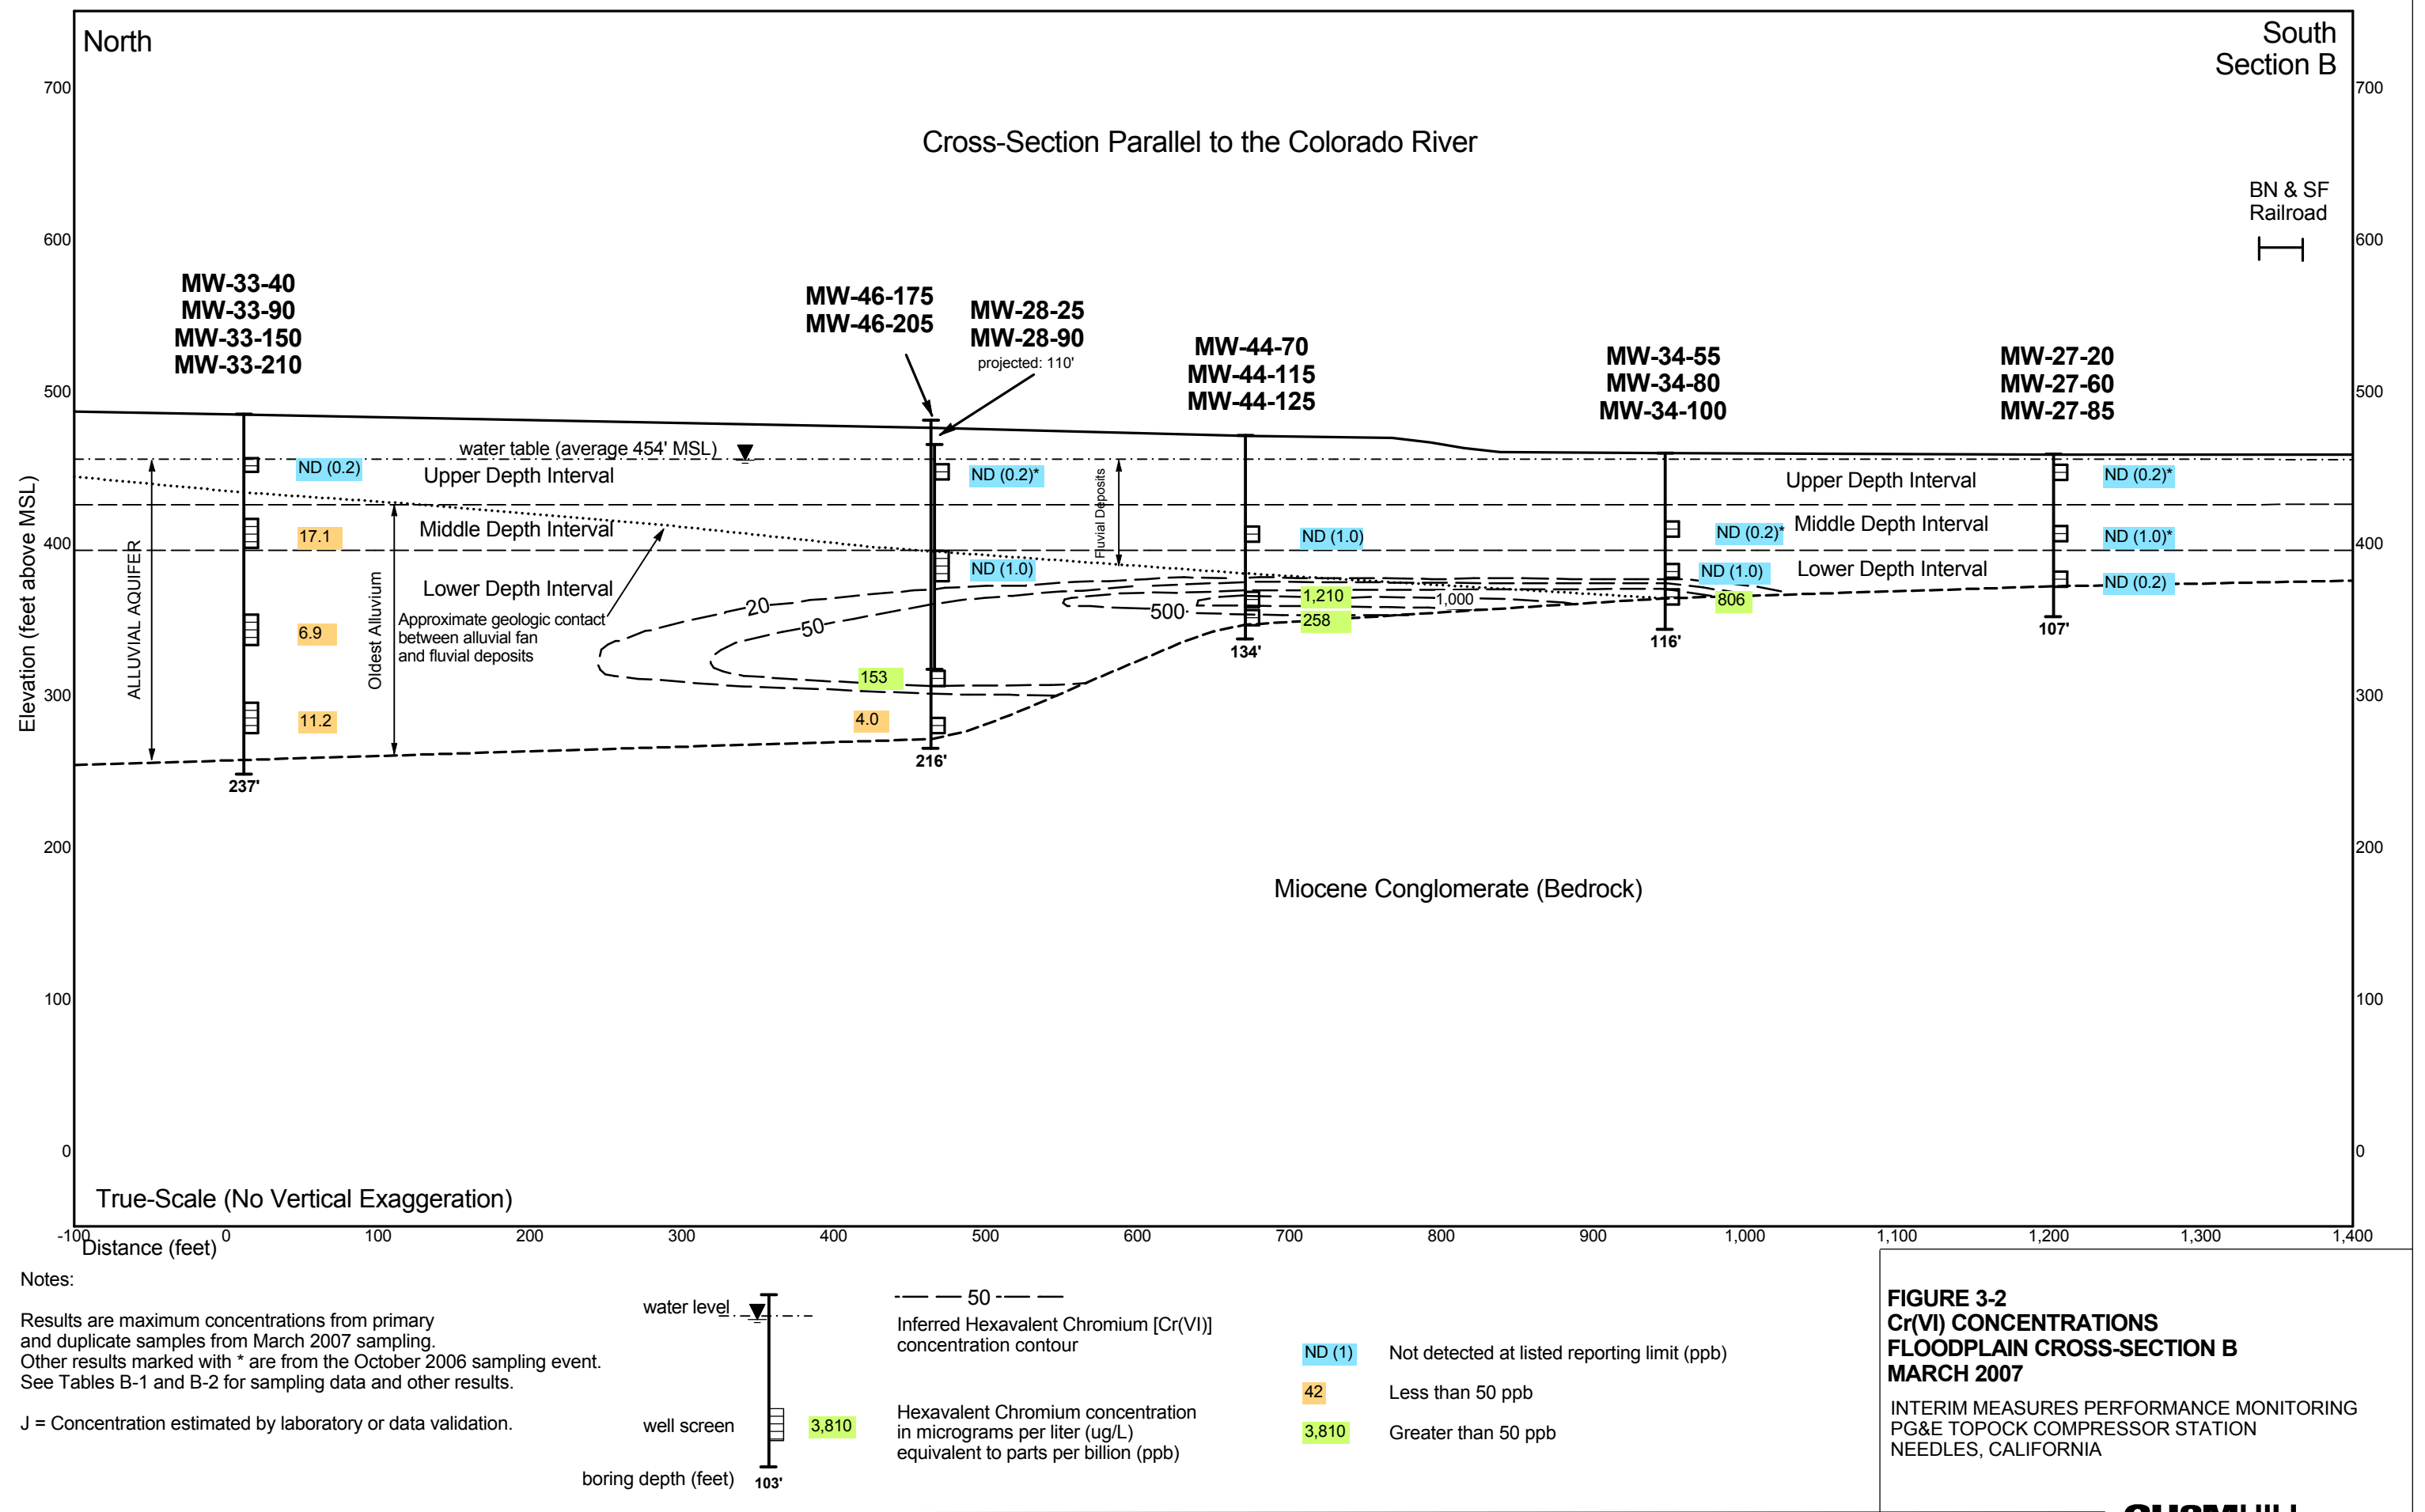 North
South
Section B
Cross-Section Parallel to the Colorado River
BN & SF
Railroad
700
600
500
400
300
200
100
0
700
600
500
400
300
200
100
0
Elevation (feet above MSL)
MW-33-40
MW-33-90
MW-33-150
MW-33-210
MW-46-175
MW-46-205
MW-28-25
MW-28-90
projected: 110'
MW-44-70
MW-44-115
MW-44-125
MW-34-55
MW-34-80
MW-34-100
MW-27-20
MW-27-60
MW-27-85
water table (average 454' MSL)
Upper Depth Interval
Middle Depth Interval
Lower Depth Interval
Approximate geologic contact
between alluvial fan
and fluvial deposits
ALLUVIAL AQUIFER
Oldest Alluvium
Fluvial Deposits
Upper Depth Interval
Middle Depth Interval
Lower Depth Interval
ND (0.2)
17.1
6.9
11.2
237'
ND (0.2)*
ND (1.0)
153
4.0
216'
20
50
500
1,000
ND (1.0)
1,210
258
134'
ND (0.2)*
ND (1.0)
806
116'
ND (0.2)*
ND (1.0)*
ND (0.2)
107'
Miocene Conglomerate (Bedrock)
True-Scale (No Vertical Exaggeration)
-100 0 100 200 300 400 500 600 700 800 900 1,000 1,100 1,200 1,300 1,400
Distance (feet)
Notes:
Results are maximum concentrations from primary
and duplicate samples from March 2007 sampling.
Other results marked with * are from the October 2006 sampling event.
See Tables B-1 and B-2 for sampling data and other results.
J = Concentration estimated by laboratory or data validation.
water level
well screen
3,810
boring depth (feet)
103'
50
Inferred Hexavalent Chromium [Cr(VI)]
concentration contour
Hexavalent Chromium concentration
in micrograms per liter (ug/L)
equivalent to parts per billion (ppb)
ND (1) Not detected at listed reporting limit (ppb)
42 Less than 50 ppb
3,810 Greater than 50 ppb
FIGURE 3-2
Cr(VI) CONCENTRATIONS
FLOODPLAIN CROSS-SECTION B
MARCH 2007
INTERIM MEASURES PERFORMANCE MONITORING
PG&E TOPOCK COMPRESSOR STATION
NEEDLES, CALIFORNIA